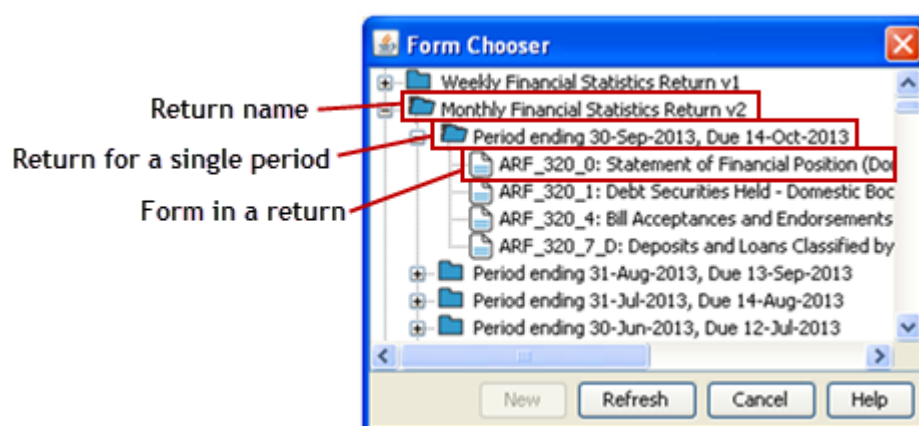 Form Chooser
Weekly Financial Statistics Return v1
Return name
Monthly Financial Statistics Return v2
Return for a single period
Period ending 30-Sep-2013, Due 14-Oct-2013
Form in a return
ARF_320_0: Statement of Financial Position (Do
ARF_320_1: Debt Securities Held - Domestic Boo
ARF_320_4: Bill Acceptances and Endorsements
ARF_320_7_D: Deposits and Loans Classified by
Period ending 31-Aug-2013, Due 13-Sep-2013
Period ending 31-Jul-2013, Due 14-Aug-2013
Period ending 30-Jun-2013, Due 12-Jul-2013
New Refresh Cancel Help